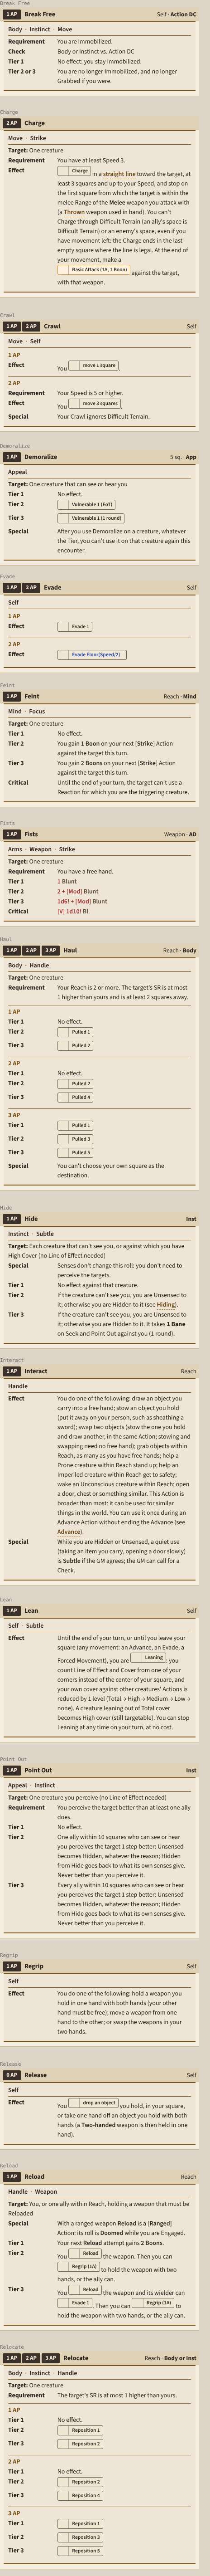 Break Free
1 AP Break Free Self · Action DC
Body · Instinct · Move
Requirement You are Immobilized.
Check Body or Instinct vs. Action DC
Tier 1 No effect: you stay Immobilized.
Tier 2 or 3 You are no longer Immobilized, and no longer
Grabbed if you were.
Charge
2 AP Charge
Move · Strike
Target: One creature
Requirement You have at least Speed 3.
Effect Charge in a straight line toward the target, at
least 3 squares and up to your Speed, and stop at
the first square from which the target is within the
melee Range of the Melee weapon you attack with
(a Thrown weapon used in hand). You can't
Charge through Difficult Terrain (an ally's space is
Difficult Terrain) or an enemy's space, even if you
have movement left: the Charge ends in the last
empty square where the line is legal. At the end of
your movement, make a
Basic Attack (1A, 1 Boon) against the target,
with that weapon.
Crawl
1 AP 2 AP Crawl Self
Move · Self
1 AP
Effect You move 1 square.
2 AP
Requirement Your Speed is 5 or higher.
Effect You move 3 squares.
Special Your Crawl ignores Difficult Terrain.
Demoralize
1 AP Demoralize 5 sq. · App
Appeal
Target: One creature that can see or hear you
Tier 1 No effect.
Tier 2 Vulnerable 1 (EoT)
Tier 3 Vulnerable 1 (1 round)
Special After you use Demoralize on a creature, whatever
the Tier, you can't use it on that creature again this
encounter.
Evade
1 AP 2 AP Evade Self
Self
1 AP
Effect Evade 1
2 AP
Effect Evade Floor(Speed/2)
Feint
1 AP Feint Reach · Mind
Mind · Focus
Target: One creature
Tier 1 No effect.
Tier 2 You gain 1 Boon on your next [Strike] Action
against the target this turn.
Tier 3 You gain 2 Boons on your next [Strike] Action
against the target this turn.
Critical Until the end of your turn, the target can't use a
Reaction for which you are the triggering creature.
Fists
1 AP Fists Weapon · AD
Arms · Weapon · Strike
Target: One creature
Requirement You have a free hand.
Tier 1 1 Blunt
Tier 2 2 + [Mod] Blunt
Tier 3 1d6! + [Mod] Blunt
Critical [V] 1d10! Bl.
Haul
1 AP 2 AP 3 AP Haul Reach · Body
Body · Handle
Target: One creature
Requirement Your Reach is 2 or more. The target's SR is at most
1 higher than yours and is at least 2 squares away.
1 AP
Tier 1 No effect.
Tier 2 Pulled 1
Tier 3 Pulled 2
2 AP
Tier 1 No effect.
Tier 2 Pulled 2
Tier 3 Pulled 4
3 AP
Tier 1 Pulled 1
Tier 2 Pulled 3
Tier 3 Pulled 5
Special You can't choose your own square as the
destination.
Hide
1 AP Hide Inst
Instinct · Subtle
Target: Each creature that can't see you, or against which you have
High Cover (no Line of Effect needed)
Special Senses don't change this roll: you don't need to
perceive the targets.
Tier 1 No effect against that creature.
Tier 2 If the creature can't see you, you are Unsensed to
it; otherwise you are Hidden to it (see Hiding).
Tier 3 If the creature can't see you, you are Unsensed to
it; otherwise you are Hidden to it. It takes 1 Bane
on Seek and Point Out against you (1 round).
Interact
1 AP Interact Reach
Handle
Effect You do one of the following: draw an object you
carry into a free hand; stow an object you hold
(put it away on your person, such as sheathing a
sword); swap two objects (stow the one you hold
and draw another, in the same Action; stowing and
swapping need no free hand); grab objects within
Reach, as many as you have free hands; help a
Prone creature within Reach stand up; help an
Imperiled creature within Reach get to safety;
wake an Unconscious creature within Reach; open
a door, chest or something similar. This Action is
broader than most: it can be used for similar
things in the world. You can use it once during an
Advance Action without ending the Advance (see
Advance).
Special While you are Hidden or Unsensed, a quiet use
(taking an item you carry, opening a door slowly)
is Subtle if the GM agrees; the GM can call for a
Check.
Lean
1 AP Lean Self
Self · Subtle
Effect Until the end of your turn, or until you leave your
square (any movement: an Advance, an Evade, a
Forced Movement), you are Leaning: you
count Line of Effect and Cover from one of your
corners instead of the center of your square, and
your own cover against other creatures' Actions is
reduced by 1 level (Total → High → Medium → Low →
none). A creature leaning out of Total cover
becomes High cover (still targetable). You can stop
Leaning at any time on your turn, at no cost.
Point Out
1 AP Point Out Inst
Appeal · Instinct
Target: One creature you perceive (no Line of Effect needed)
Requirement You perceive the target better than at least one ally
does.
Tier 1 No effect.
Tier 2 One ally within 10 squares who can see or hear
you perceives the target 1 step better: Unsensed
becomes Hidden, whatever the reason; Hidden
from Hide goes back to what its own senses give.
Never better than you perceive it.
Tier 3 Every ally within 10 squares who can see or hear
you perceives the target 1 step better: Unsensed
becomes Hidden, whatever the reason; Hidden
from Hide goes back to what its own senses give.
Never better than you perceive it.
Regrip
1 AP Regrip Self
Self
Effect You do one of the following: hold a weapon you
hold in one hand with both hands (your other
hand must be free); move a weapon from one
hand to the other; or swap the weapons in your
two hands.
Release
0 AP Release Self
Self
Effect You drop an object you hold, in your square,
or take one hand off an object you hold with both
hands (a Two-handed weapon is then held in one
hand).
Reload
1 AP Reload Reach
Handle · Weapon
Target: You, or one ally within Reach, holding a weapon that must be
Reloaded
Special With a ranged weapon Reload is a [Ranged]
Action: its roll is Doomed while you are Engaged.
Tier 1 Your next Reload attempt gains 2 Boons.
Tier 2 You Reload the weapon. Then you can
Regrip (1A) to hold the weapon with two
hands, or the ally can.
Tier 3 You Reload the weapon and its wielder can
Evade 1. Then you can Regrip (1A) to
hold the weapon with two hands, or the ally can.
Relocate
1 AP 2 AP 3 AP Relocate Reach · Body or Inst
Body · Instinct · Handle
Target: One creature
Requirement The target's SR is at most 1 higher than yours.
1 AP
Tier 1 No effect.
Tier 2 Reposition 1
Tier 3 Reposition 2
2 AP
Tier 1 No effect.
Tier 2 Reposition 2
Tier 3 Reposition 4
3 AP
Tier 1 Reposition 1
Tier 2 Reposition 3
Tier 3 Reposition 5